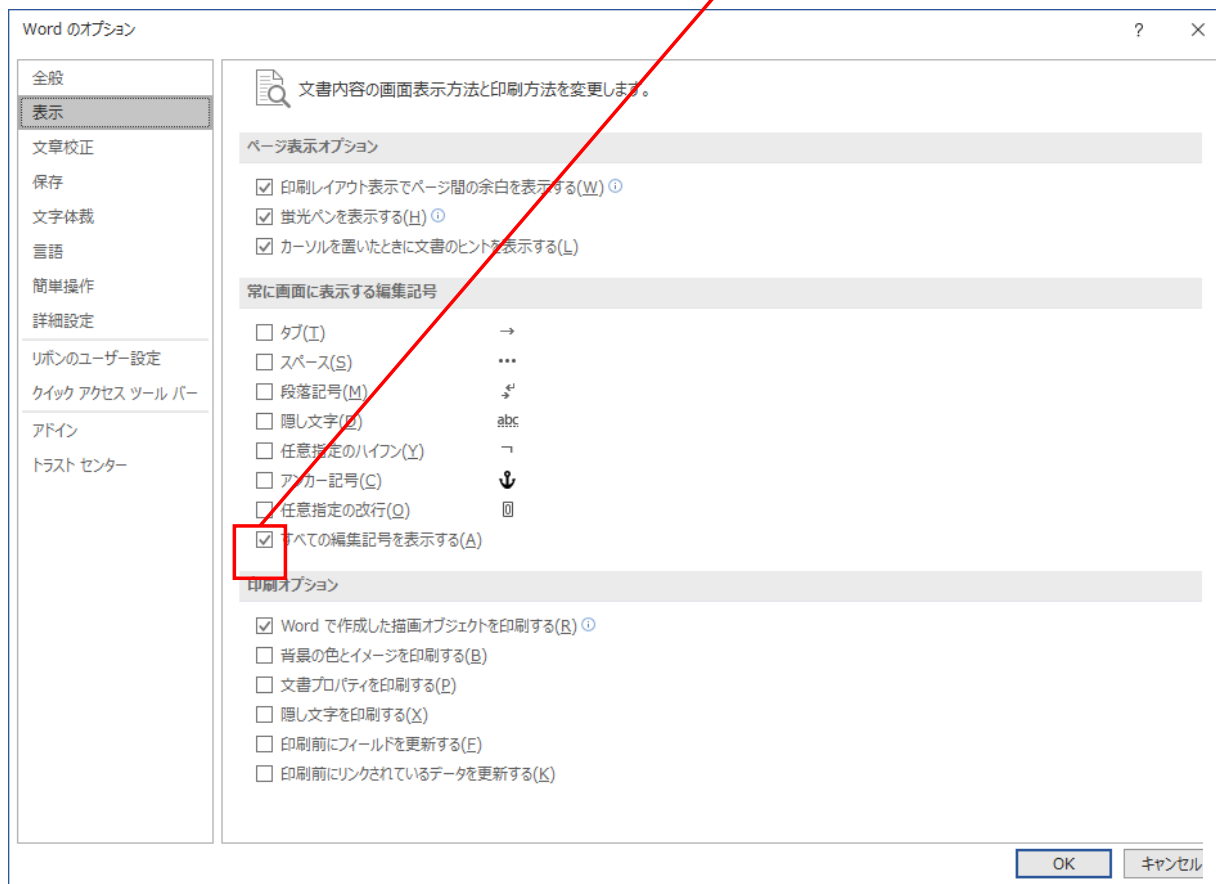 Word のオプション
?
全般
表示
文章校正
保存
文字体裁
言語
簡単操作
詳細設定
リボンのユーザー設定
クイック アクセス ツール バー
アドイン
トラスト センター
文書内容の画面表示方法と印刷方法を変更します。
ページ表示オプション
印刷レイアウト表示でページ間の余白を表示する(W)
蛍光ペンを表示する(H)
カーソルを置いたときに文書のヒントを表示する(L)
常に画面に表示する編集記号
タブ(T) →
スペース(S) •••
段落記号(M)
隠し文字(D) abc
任意指定のハイフン(Y) ¬
アンカー記号(C)
任意指定の改行(O)
すべての編集記号を表示する(A)
印刷オプション
Word で作成した描画オブジェクトを印刷する(R)
背景の色とイメージを印刷する(B)
文書プロパティを印刷する(P)
隠し文字を印刷する(X)
印刷前にフィールドを更新する(F)
印刷前にリンクされているデータを更新する(K)
OK
キャンセル